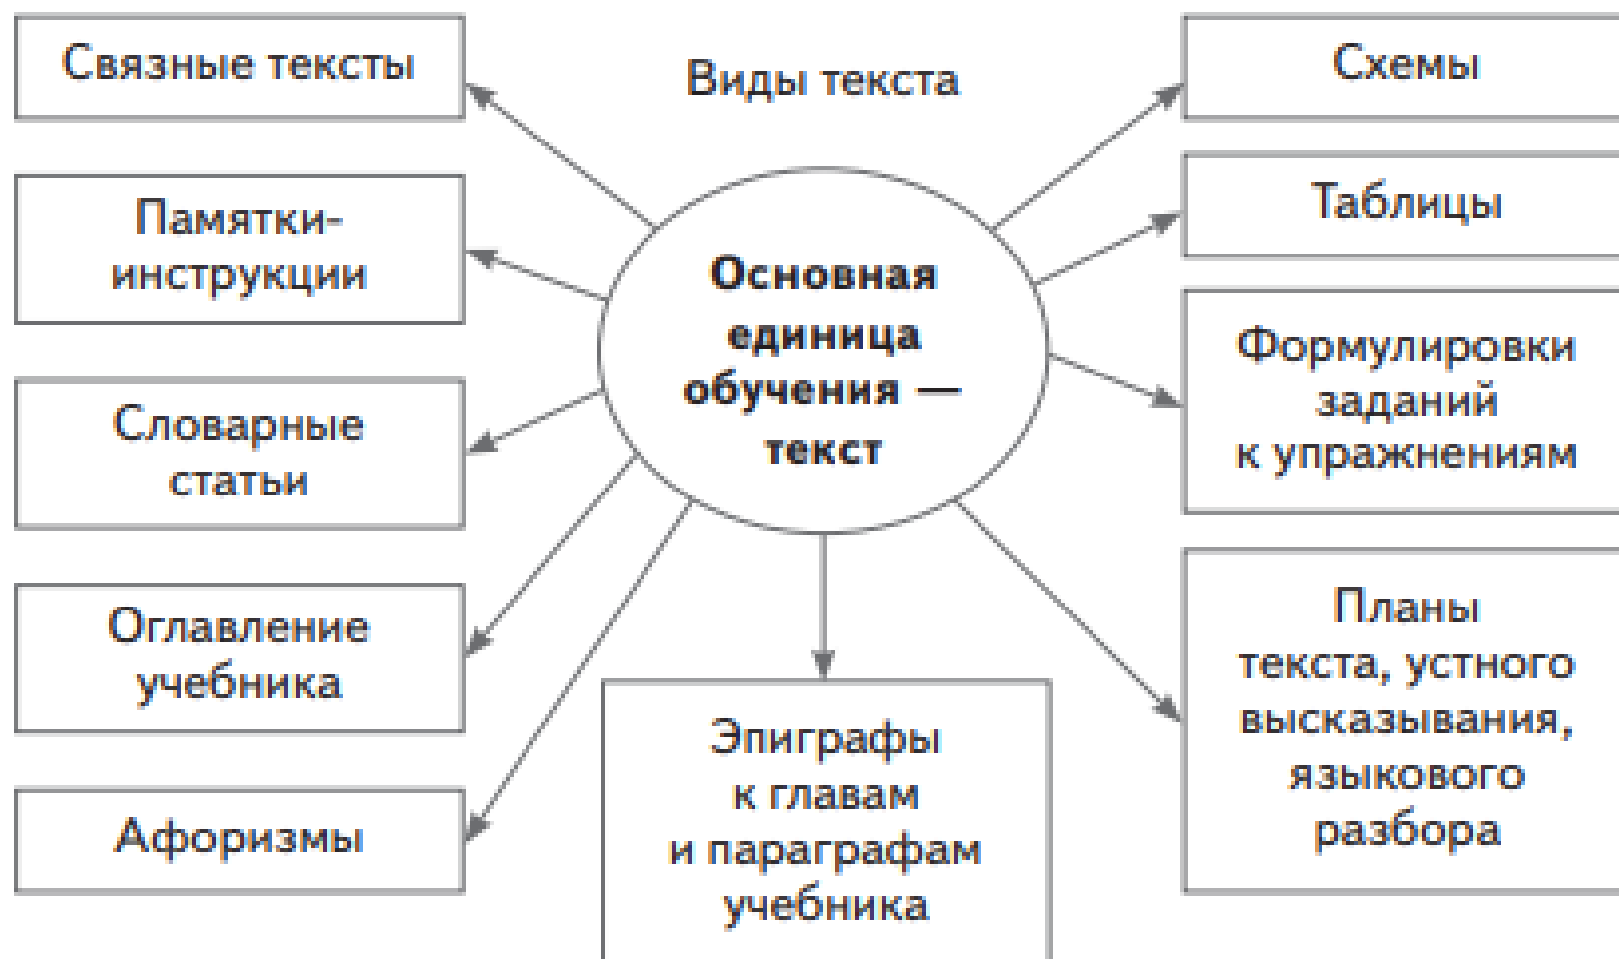 Виды текста
Связные тексты
Памятки-
инструкции
Словарные
статьи
Оглавление
учебника
Афоризмы
Основная
единица
обучения —
текст
Эпиграфы
к главам
и параграфам
учебника
Схемы
Таблицы
Формулировки
заданий
к упражнениям
Планы
текста, устного
высказывания,
языкового
разбора